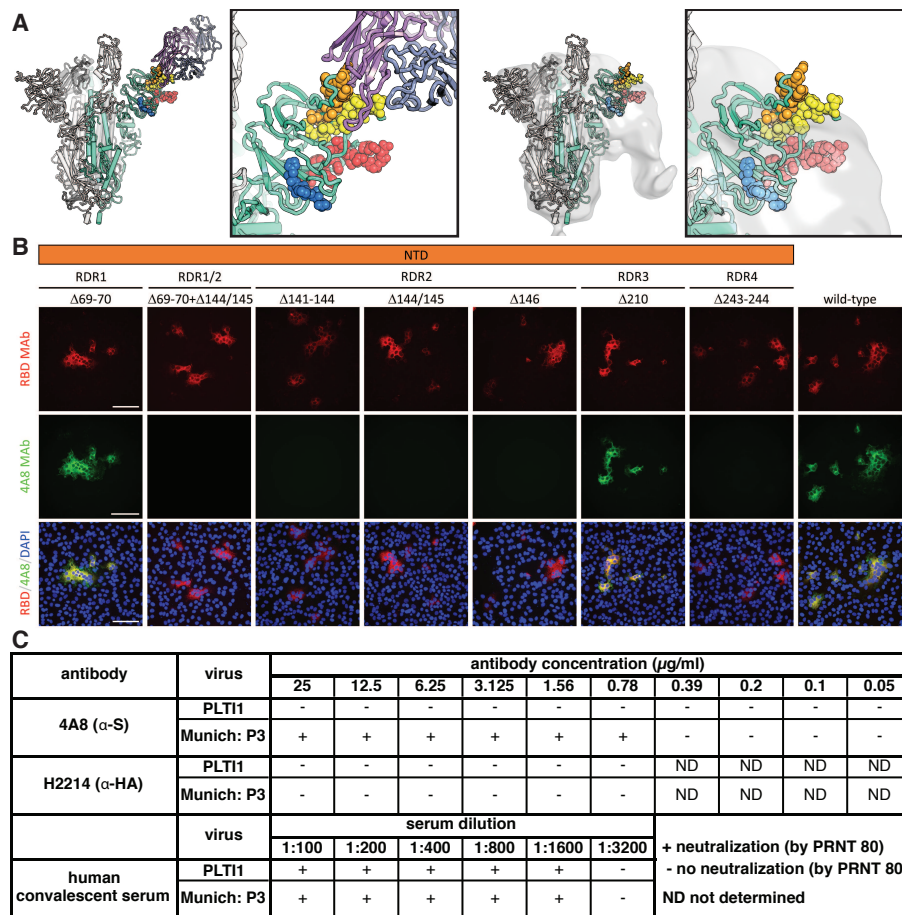 A
B
NTD
RDR1 RDR1/2 RDR2 RDR3 RDR4
Δ69-70 Δ69-70+Δ144/145 Δ141-144 Δ144/145 Δ146 Δ210 Δ243-244 wild-type
RBD MAb
4A8 MAb
RBD/4A8/DAPI
C
antibody virus antibody concentration (µg/ml)
25 12.5 6.25 3.125 1.56 0.78 0.39 0.2 0.1 0.05
4A8 (α-S) PLTI1 - - - - - - - - - -
Munich: P3 + + + + + + - - - -
H2214 (α-HA) PLTI1 - - - - - - ND ND ND ND
Munich: P3 - - - - - - ND ND ND ND
virus serum dilution
1:100 1:200 1:400 1:800 1:1600 1:3200
human convalescent serum PLTI1 + + + + + -
Munich: P3 + + + + + -
+ neutralization (by PRNT 80)
- no neutralization (by PRNT 80
ND not determined